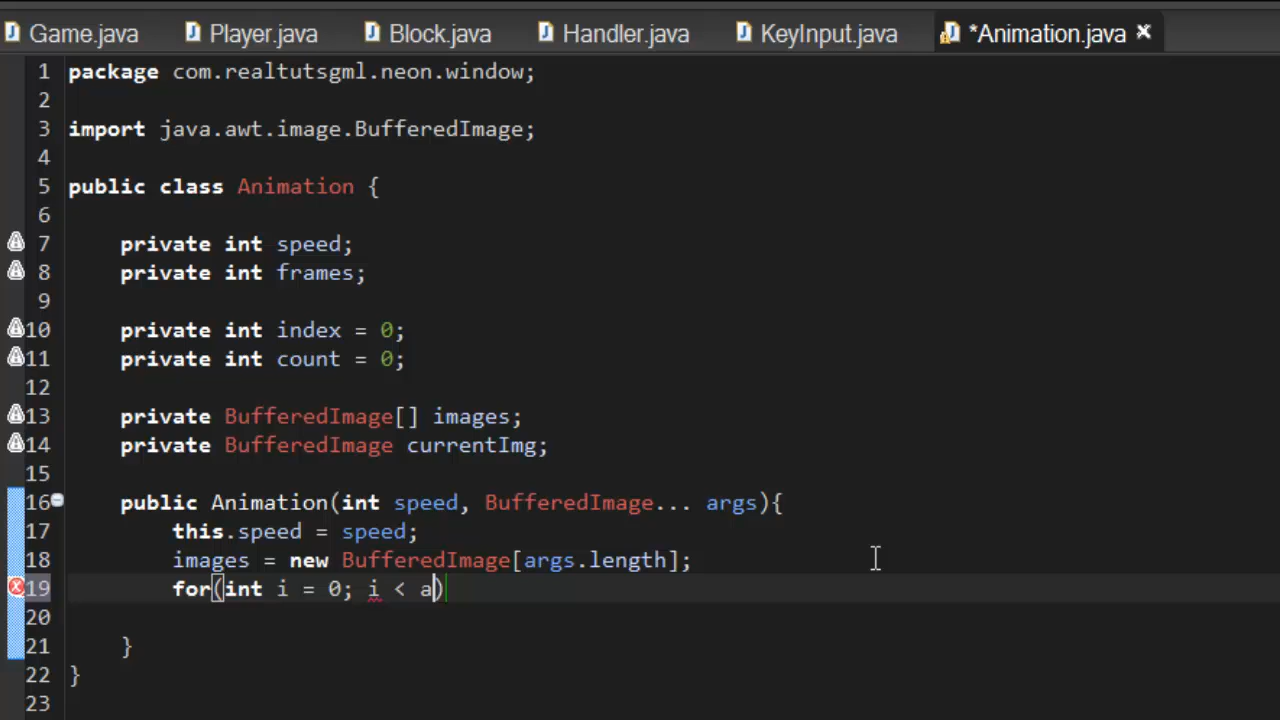 Game.java Player.java Block.java Handler.java KeyInput.java *Animation.java
1 package com.realtutsgml.neon.window;
2
3 import java.awt.image.BufferedImage;
4
5 public class Animation {
6
7 private int speed;
8 private int frames;
9
10 private int index = 0;
11 private int count = 0;
12
13 private BufferedImage[] images;
14 private BufferedImage currentImg;
15
16 public Animation(int speed, BufferedImage... args){
17 this.speed = speed;
18 images = new BufferedImage[args.length];
19 for(int i = 0; i < a)
20
21 }
22 }
23